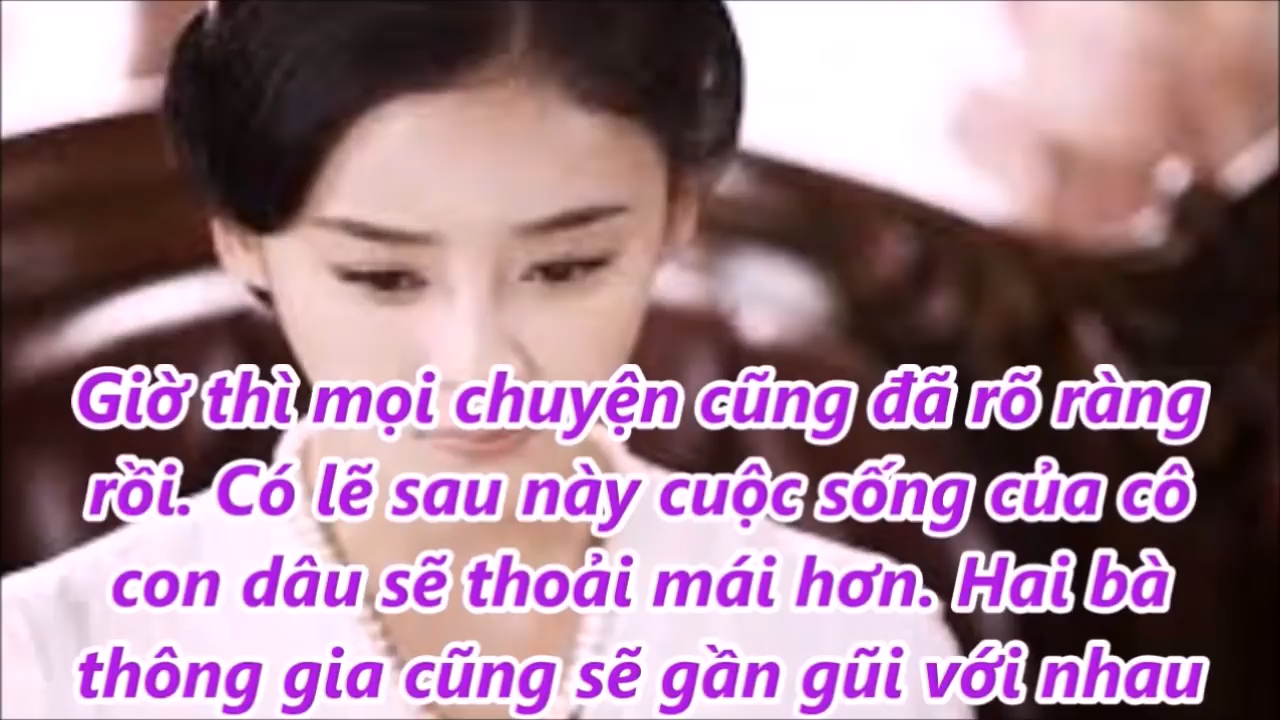 Giờ thì mọi chuyện cũng đã rõ ràng
rồi. Có lẽ sau này cuộc sống của cô
con dâu sẽ thoải mái hơn. Hai bà
thông gia cũng sẽ gần gũi với nhau